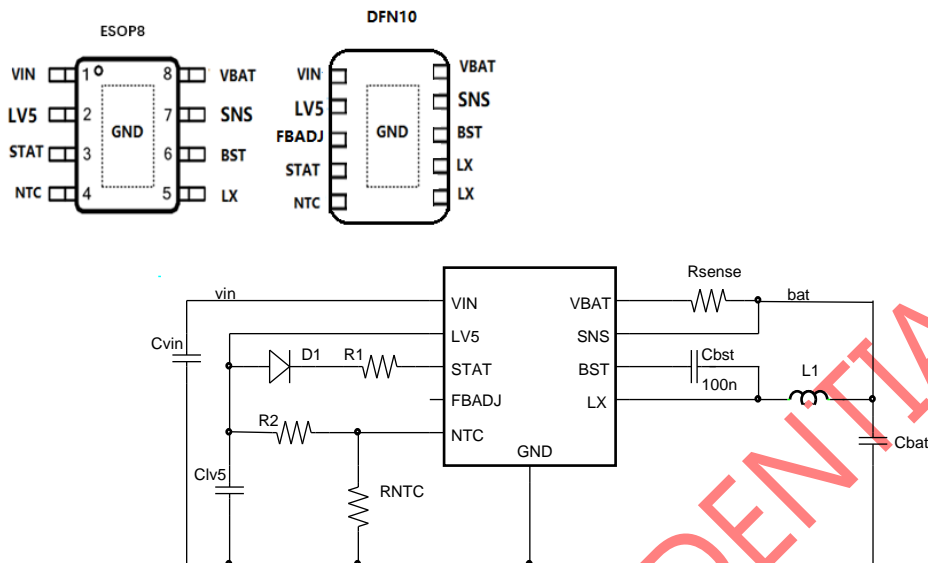 ESOP8
DFN10
VIN 1 8 VBAT
LV5 2 7 SNS
STAT 3 6 BST
NTC 4 5 LX
GND
VIN VBAT
LV5 SNS
FBADJ BST
STAT LX
NTC LX
GND
vin VIN VBAT Rsense bat
Cvin LV5 SNS
D1 R1 STAT BST Cbst
100n
FBADJ LX L1
R2 NTC
GND
Cbat
Clv5 RNTC
DENTIA